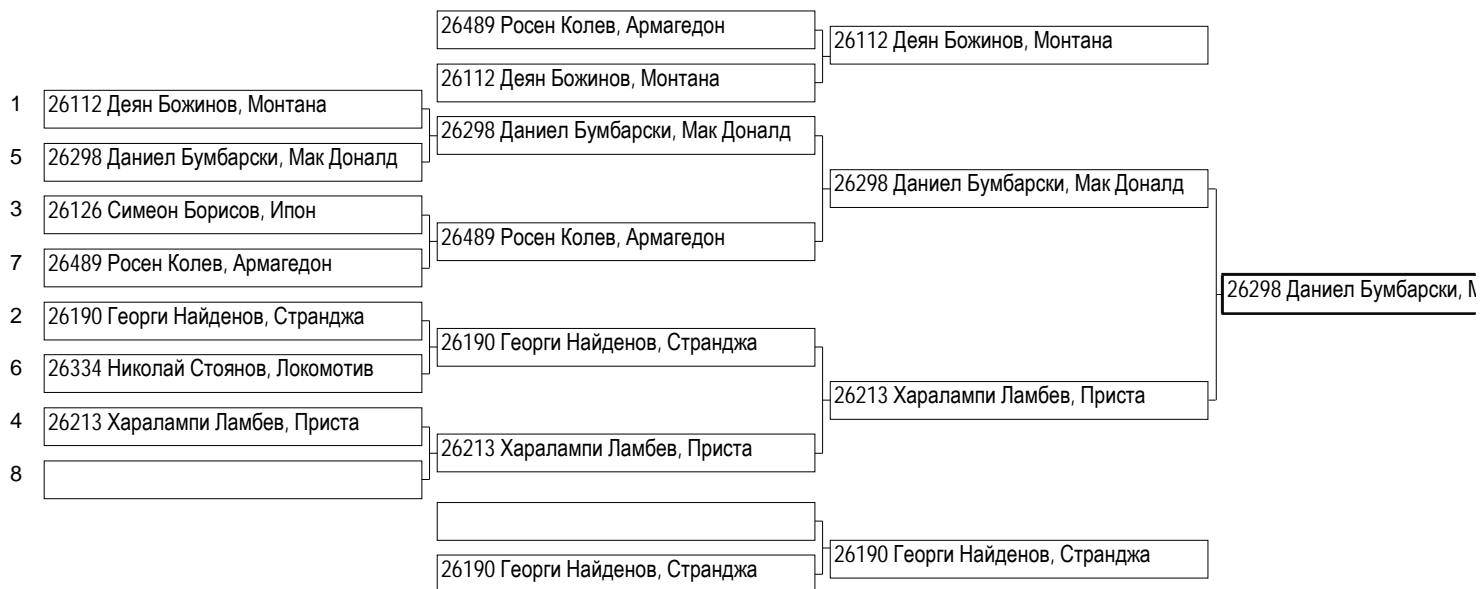 26489 Росен Колев, Армагедон
26112 Деян Божинов, Монтана
26112 Деян Божинов, Монтана
1 26112 Деян Божинов, Монтана
26298 Даниел Бумбарски, Мак Доналд
5 26298 Даниел Бумбарски, Мак Доналд
26298 Даниел Бумбарски, Мак Доналд
3 26126 Симеон Борисов, Ипон
26489 Росен Колев, Армагедон
7 26489 Росен Колев, Армагедон
26298 Даниел Бумбарски,
2 26190 Георги Найденов, Странджа
26190 Георги Найденов, Странджа
6 26334 Николай Стоянов, Локомотив
26213 Харалампи Ламбев, Приста
4 26213 Харалампи Ламбев, Приста
26213 Харалампи Ламбев, Приста
8
26190 Георги Найденов, Странджа
26190 Георги Найденов, Странджа